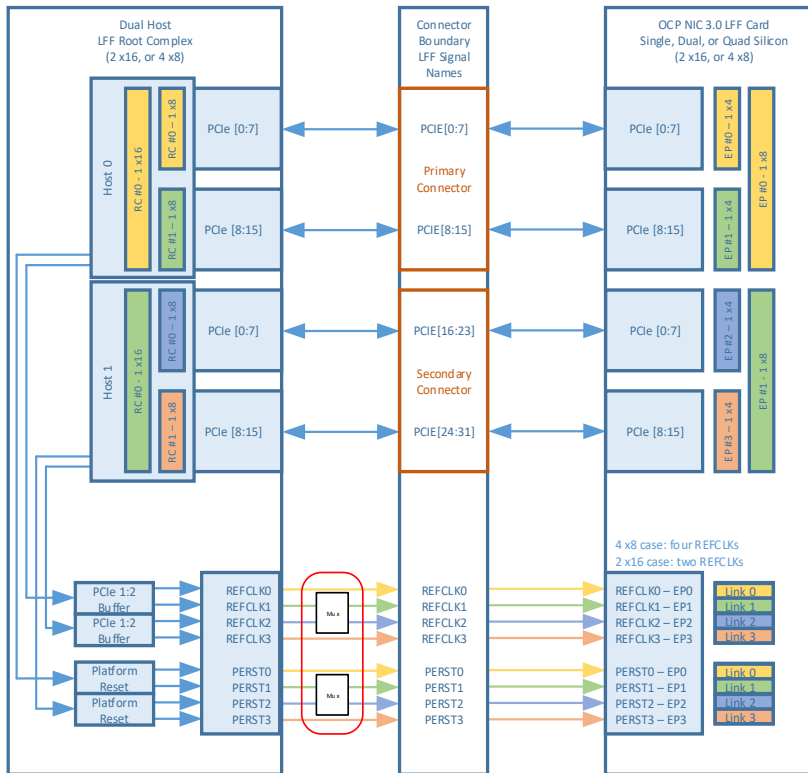 Dual Host
LFF Root Complex
(2 x16, or 4 x8)
Connector
Boundary
LFF Signal
Names
OCP NIC 3.0 LFF Card
Single, Dual, or Quad Silicon
(2 x16, or 4 x8)
Host 0
RC #0 – 1 x16
RC #0 – 1 x8
PCIe [0:7]
PCIE[0:7]
PCIe [0:7]
EP #0 – 1 x4
EP #0 - 1 x8
Primary
Connector
RC #1 – 1 x8
PCIe [8:15]
PCIE[8:15]
PCIe [8:15]
EP #1 – 1 x4
Host 1
RC #0 – 1 x16
RC #0 – 1 x8
PCIe [0:7]
PCIE[16:23]
PCIe [0:7]
EP #2 – 1 x4
EP #1 - 1 x8
Secondary
Connector
RC #1 – 1 x8
PCIe [8:15]
PCIE[24:31]
PCIe [8:15]
EP #3 – 1 x4
4 x8 case: four REFCLKs
2 x16 case: two REFCLKs
PCIe 1:2
Buffer
PCIe 1:2
Buffer
REFCLK0
REFCLK1
REFCLK2
REFCLK3
Mux
REFCLK0
REFCLK1
REFCLK2
REFCLK3
REFCLK0 – EP0
REFCLK1 – EP1
REFCLK2 – EP2
REFCLK3 – EP3
Link 0
Link 1
Link 2
Link 3
Platform
Reset
Platform
Reset
PERST0
PERST1
PERST2
PERST3
Mux
PERST0
PERST1
PERST2
PERST3
PERST0 – EP0
PERST1 – EP1
PERST2 – EP2
PERST3 – EP3
Link 0
Link 1
Link 2
Link 3